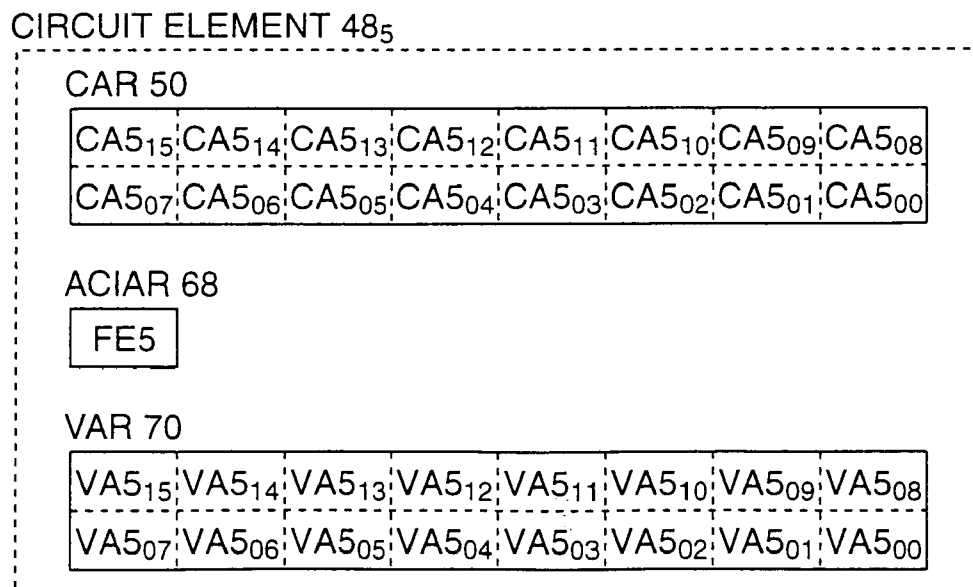 CIRCUIT ELEMENT 48₅
CAR 50
CA5₁₅ CA5₁₄ CA5₁₃ CA5₁₂ CA5₁₁ CA5₁₀ CA5₀₉ CA5₀₈
CA5₀₇ CA5₀₆ CA5₀₅ CA5₀₄ CA5₀₃ CA5₀₂ CA5₀₁ CA5₀₀
ACIAR 68
FE5
VAR 70
VA5₁₅ VA5₁₄ VA5₁₃ VA5₁₂ VA5₁₁ VA5₁₀ VA5₀₉ VA5₀₈
VA5₀₇ VA5₀₆ VA5₀₅ VA5₀₄ VA5₀₃ VA5₀₂ VA5₀₁ VA5₀₀